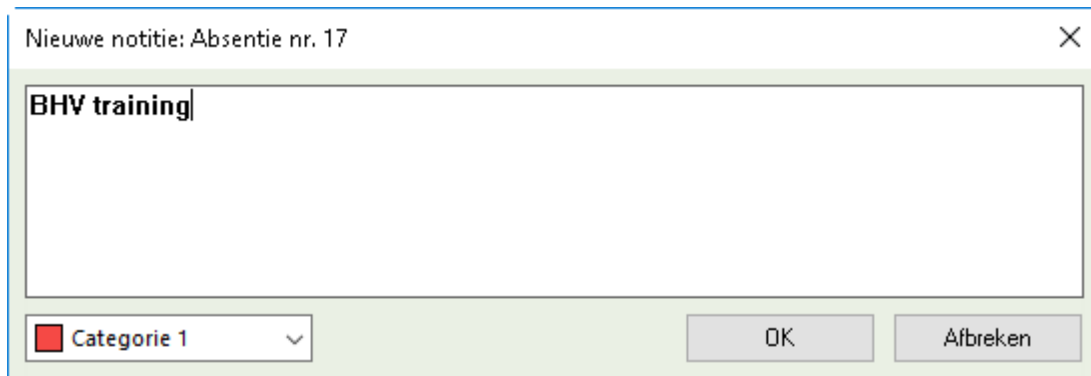 Nieuwe notitie: Absentie nr. 17
BHV training
Categorie 1
OK
Afbreken